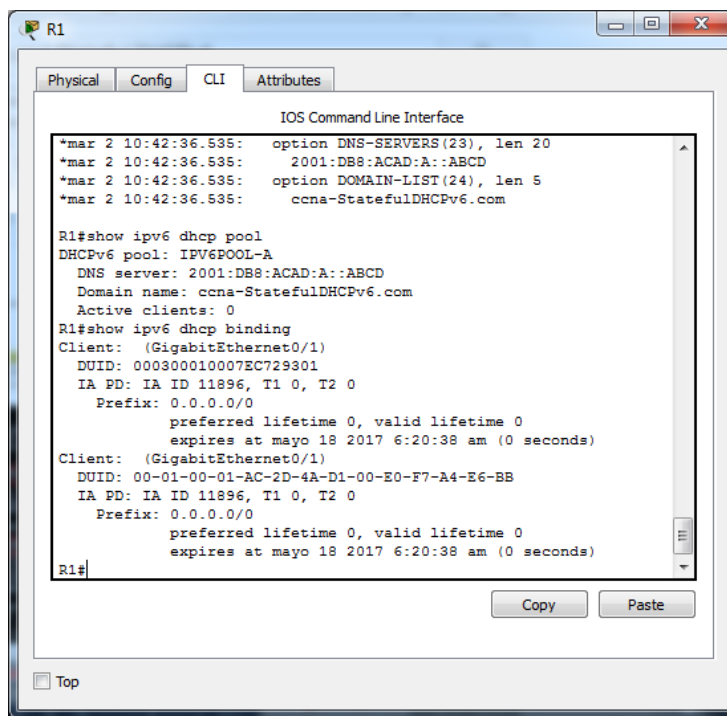 R1
Physical Config CLI Attributes
IOS Command Line Interface
*mar 2 10:42:36.535: option DNS-SERVERS(23), len 20
*mar 2 10:42:36.535: 2001:DB8:ACAD:A::ABCD
*mar 2 10:42:36.535: option DOMAIN-LIST(24), len 5
*mar 2 10:42:36.535: ccna-StatefulDHCPv6.com
R1#show ipv6 dhcp pool
DHCPv6 pool: IPV6POOL-A
DNS server: 2001:DB8:ACAD:A::ABCD
Domain name: ccna-StatefulDHCPv6.com
Active clients: 0
R1#show ipv6 dhcp binding
Client: (GigabitEthernet0/1)
DUID: 000300010007EC729301
IA PD: IA ID 11896, T1 0, T2 0
Prefix: 0.0.0.0/0
preferred lifetime 0, valid lifetime 0
expires at mayo 18 2017 6:20:38 am (0 seconds)
Client: (GigabitEthernet0/1)
DUID: 00-01-00-01-AC-2D-4A-D1-00-E0-F7-A4-E6-BB
IA PD: IA ID 11896, T1 0, T2 0
Prefix: 0.0.0.0/0
preferred lifetime 0, valid lifetime 0
expires at mayo 18 2017 6:20:38 am (0 seconds)
R1#
Copy Paste
Top